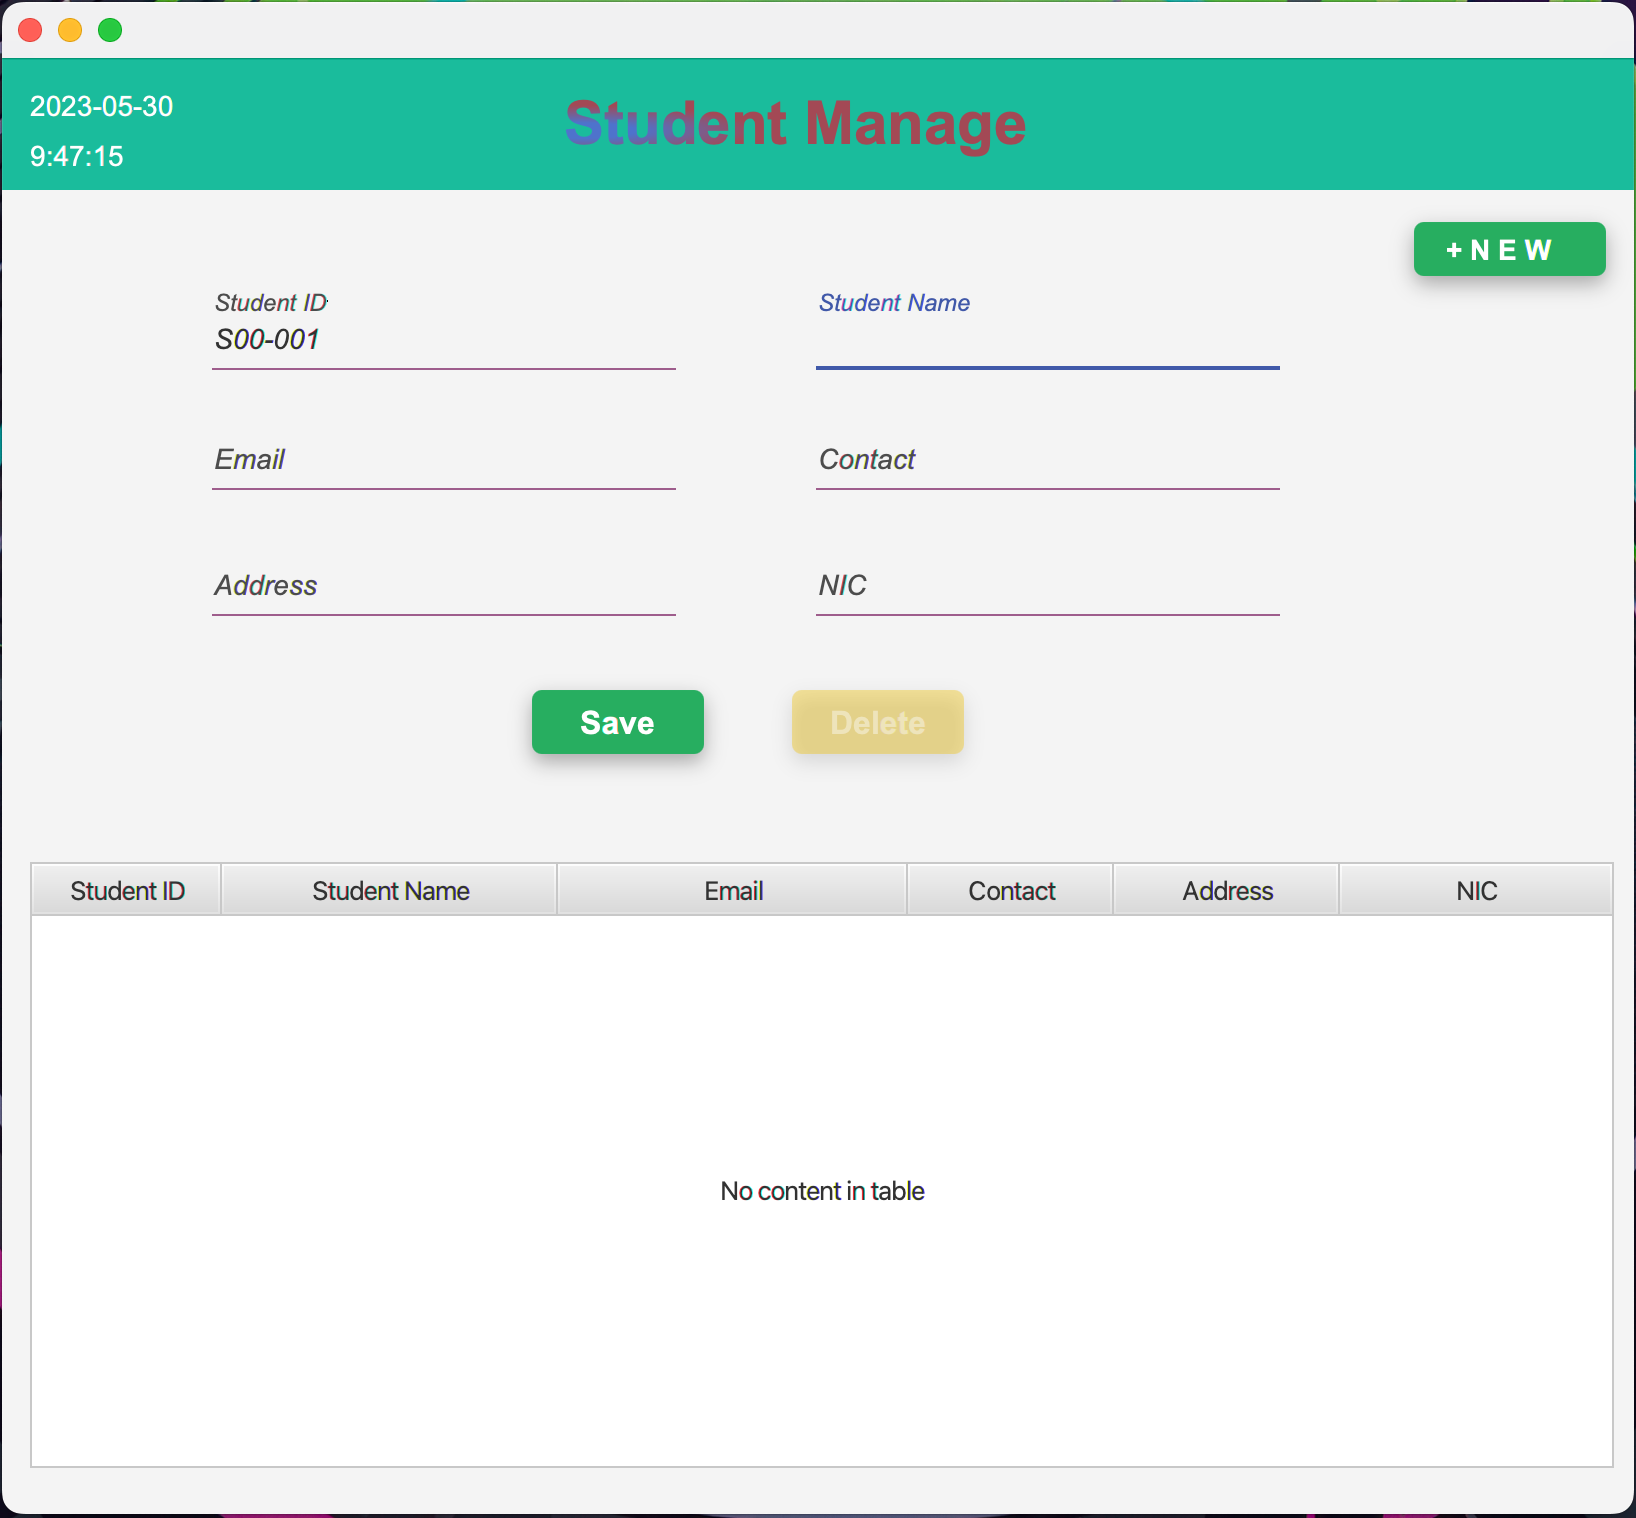 2023-05-30
9:47:15
Student Manage
+ N E W
Student ID
S00-001
Student Name
Email
Contact
Address
NIC
Save
Delete
Student ID Student Name Email Contact Address NIC
No content in table